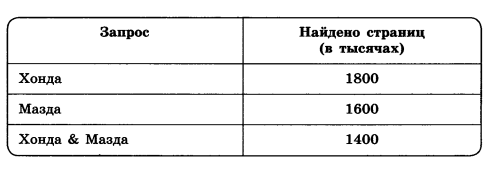 Запрос Найдено страниц
(в тысячах)
Хонда 1800
Мазда 1600
Хонда & Мазда 1400